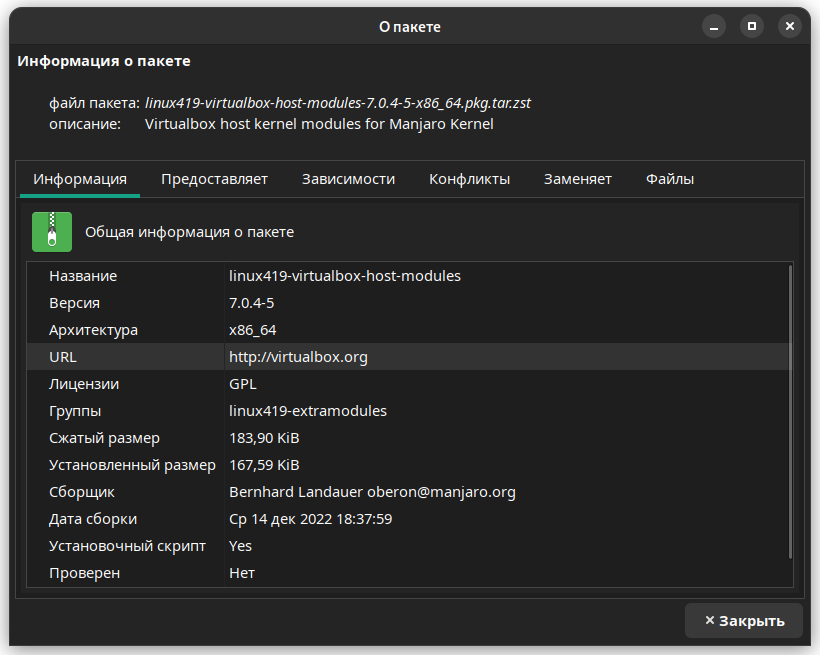 О пакете
Информация о пакете
файл пакета: linux419-virtualbox-host-modules-7.0.4-5-x86_64.pkg.tar.zst
описание: Virtualbox host kernel modules for Manjaro Kernel
Информация Предоставляет Зависимости Конфликты Заменяет Файлы
Общая информация о пакете
Название linux419-virtualbox-host-modules
Версия 7.0.4-5
Архитектура x86_64
URL http://virtualbox.org
Лицензии GPL
Группы linux419-extramodules
Сжатый размер 183,90 KiB
Установленный размер 167,59 KiB
Сборщик Bernhard Landauer oberon@manjaro.org
Дата сборки Ср 14 дек 2022 18:37:59
Установочный скрипт Yes
Проверен Нет
Закрыть